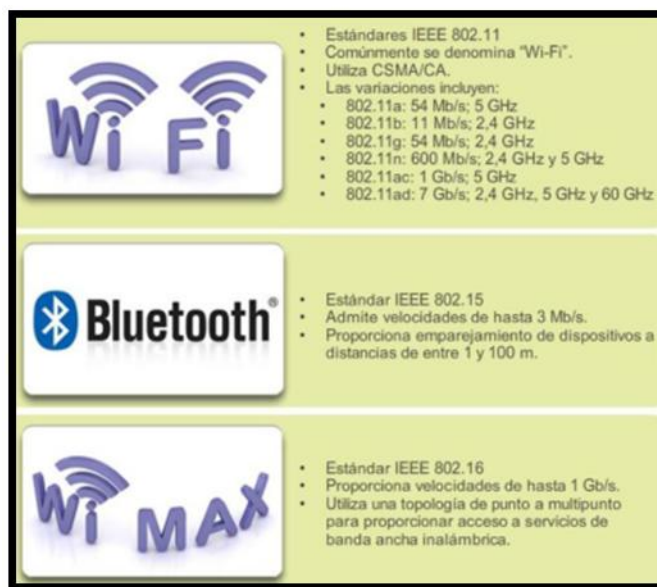 Wi Fi
• Estándares IEEE 802.11
• Comúnmente se denomina "Wi-Fi".
• Utiliza CSMA/CA.
• Las variaciones incluyen:
• 802.11a: 54 Mb/s; 5 GHz
• 802.11b: 11 Mb/s; 2,4 GHz
• 802.11g: 54 Mb/s; 2,4 GHz
• 802.11n: 600 Mb/s; 2,4 GHz y 5 GHz
• 802.11ac: 1 Gb/s; 5 GHz
• 802.11ad: 7 Gb/s; 2,4 GHz, 5 GHz y 60 GHz
Bluetooth®
• Estándar IEEE 802.15
• Admite velocidades de hasta 3 Mb/s.
• Proporciona emparejamiento de dispositivos a
distancias de entre 1 y 100 m.
Wi MAX
• Estándar IEEE 802.16
• Proporciona velocidades de hasta 1 Gb/s.
• Utiliza una topología de punto a multipunto
para proporcionar acceso a servicios de
banda ancha inalámbrica.